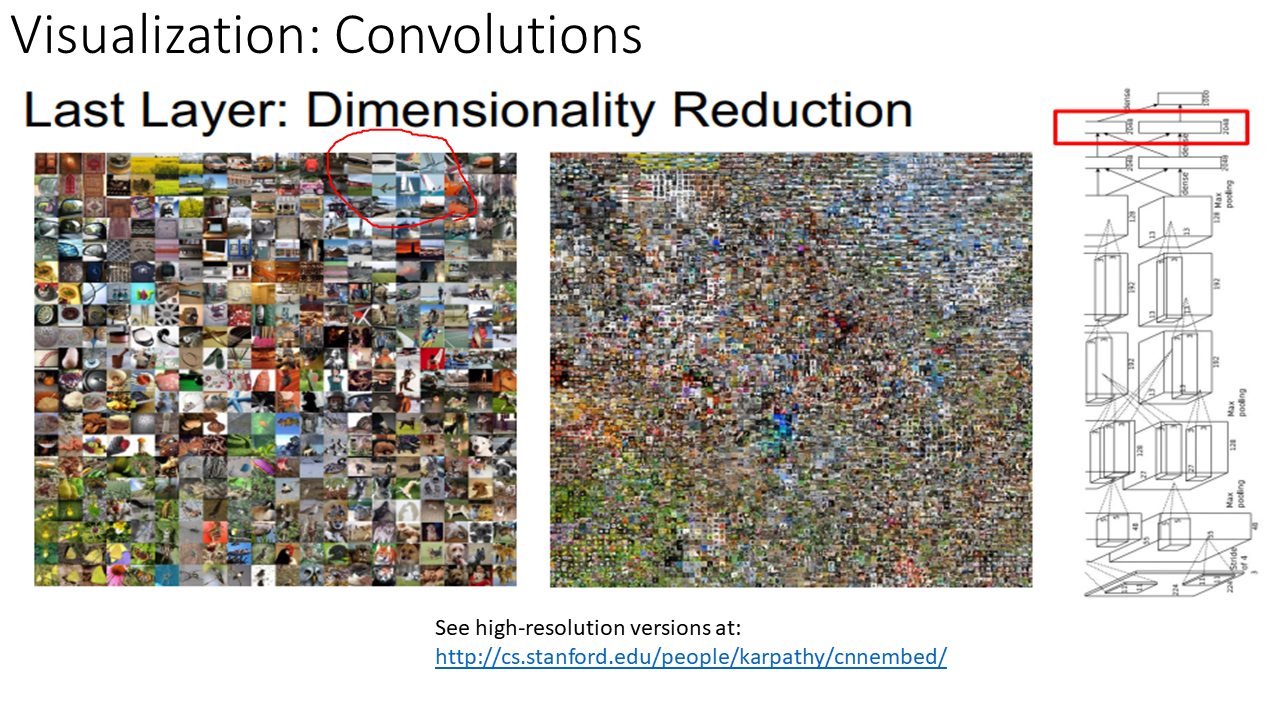 Visualization: Convolutions
Last Layer: Dimensionality Reduction
See high-resolution versions at:
http://cs.stanford.edu/people/karpathy/cnnembed/
dense
1000
2048
2048
dense
2048
2048
dense
128
13
13
128
Max
pooling
192
13
192
13
192
13
192
Max
pooling
128
27
128
Max
pooling
48
55
55
48
Stride
of 4
224
224
3